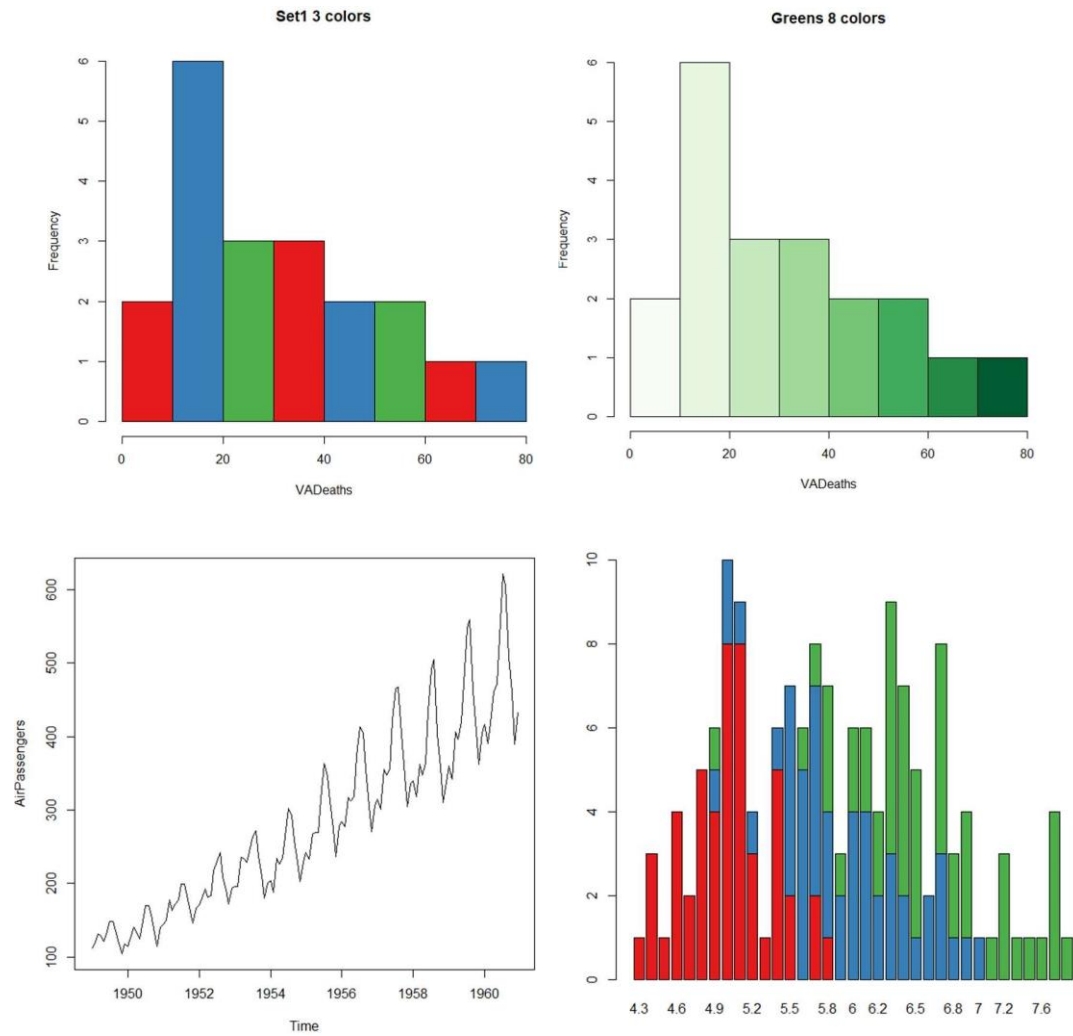 Set1 3 colors
Frequency
0 1 2 3 4 5 6
0 20 40 60 80
VADeaths
Greens 8 colors
Frequency
0 1 2 3 4 5 6
0 20 40 60 80
VADeaths
AirPassengers
100 200 300 400 500 600
1950 1952 1954 1956 1958 1960
Time
0 2 4 6 8 10
4.3 4.6 4.9 5.2 5.5 5.8 6 6.2 6.5 6.8 7 7.2 7.6